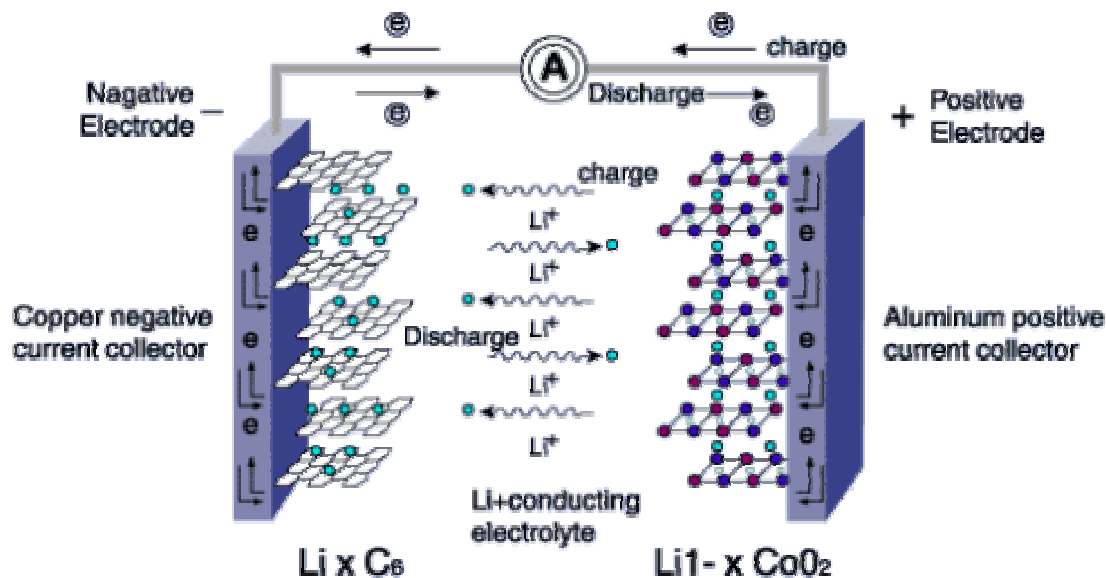 e
e
charge
A
Nagative
Electrode
−
e
Discharge
e
+
Positive
Electrode
charge
Li⁺
Li⁺
Li⁺
Li⁺
Li⁺
Discharge
e
e
e
e
e
e
Copper negative
current collector
Aluminum positive
current collector
Li+conducting
electrolyte
Li x C₆
Li1- x Co0₂